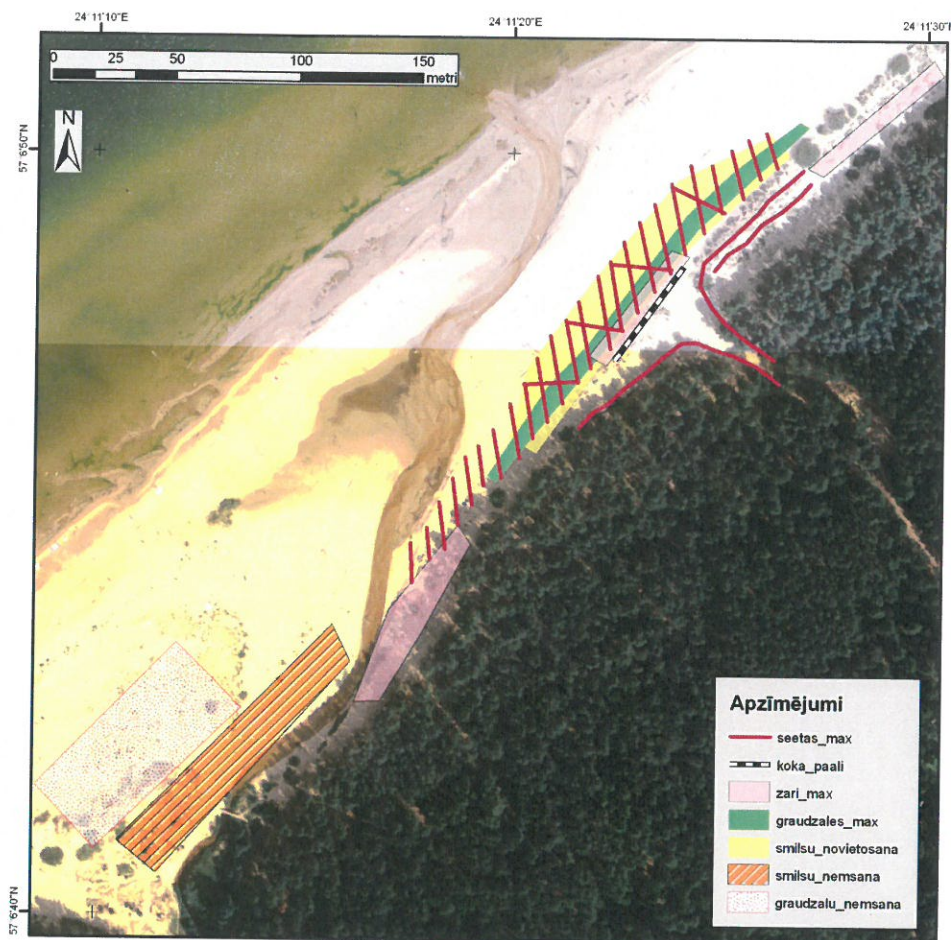 24°11'10"E
24°11'20"E
24°11'30"E
0 25 50 100 150
metri
N
57°6'50"N
57°6'40"N
Apzīmējumi
seetas_max
koka_paali
zari_max
graudzales_max
smilsu_novietosana
smilsu_nemsana
graudzalu_nemsana